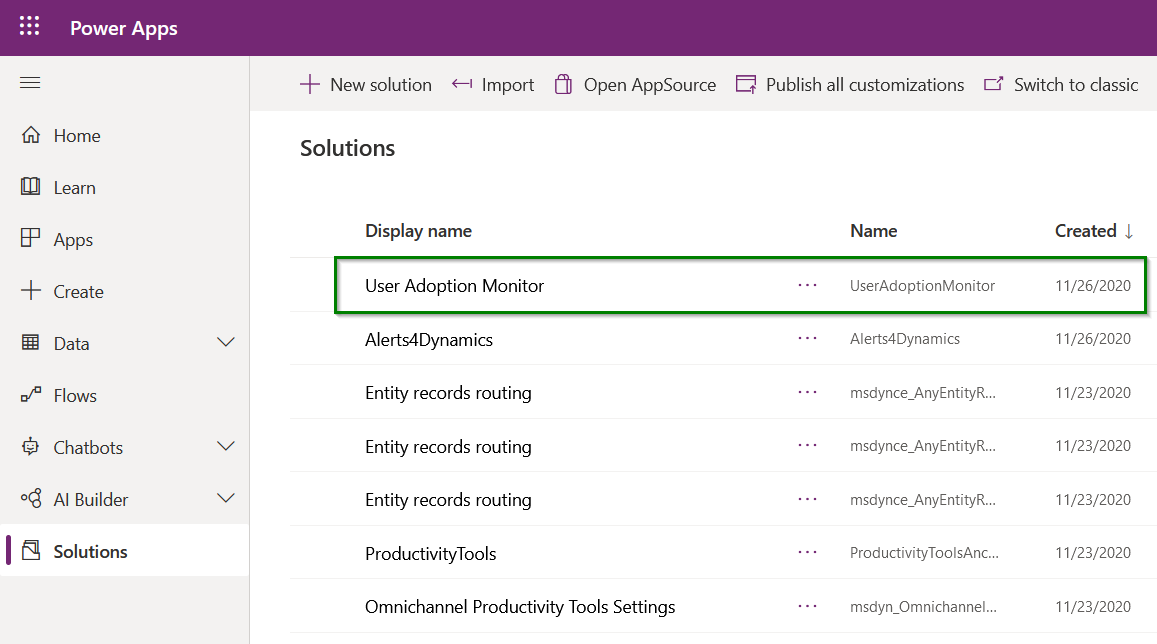 Power Apps
New solution Import Open AppSource Publish all customizations Switch to classic
Home
Learn
Apps
Create
Data
Flows
Chatbots
AI Builder
Solutions
Solutions
Display name Name Created ↓
User Adoption Monitor ... UserAdoptionMonitor 11/26/2020
Alerts4Dynamics ... Alerts4Dynamics 11/26/2020
Entity records routing ... msdynce_AnyEntityR... 11/23/2020
Entity records routing ... msdynce_AnyEntityR... 11/23/2020
Entity records routing ... msdynce_AnyEntityR... 11/23/2020
ProductivityTools ... ProductivityToolsAnc... 11/23/2020
Omnichannel Productivity Tools Settings ... msdyn_Omnichannel... 11/23/2020